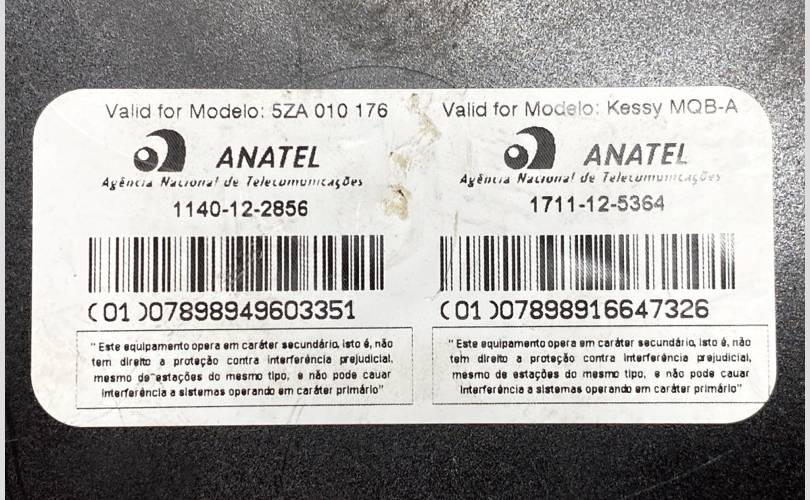 Valid for Modelo: 5ZA 010 176
ANATEL
Agência Nacional de Telecomunicações
1140-12-2856
(01)07898949603351
"Este equipamento opera em caráter secundário, isto é, não
tem direito a proteção contra interferência prejudicial,
mesmo de estações do mesmo tipo, e não pode cauar
interferência a sistemas operando em caráter primário"
Valid for Modelo: Kessy MQB-A
ANATEL
Agência Nacional de Telecomunicações
1711-12-5364
(01)07898916647326
"Este equipamento opera em caráter secundário, isto é, não
tem direito a proteção contra interferência prejudicial,
mesmo de estações do mesmo tipo, e não pode cauar
interferência a sistemas operando em caráter primário"